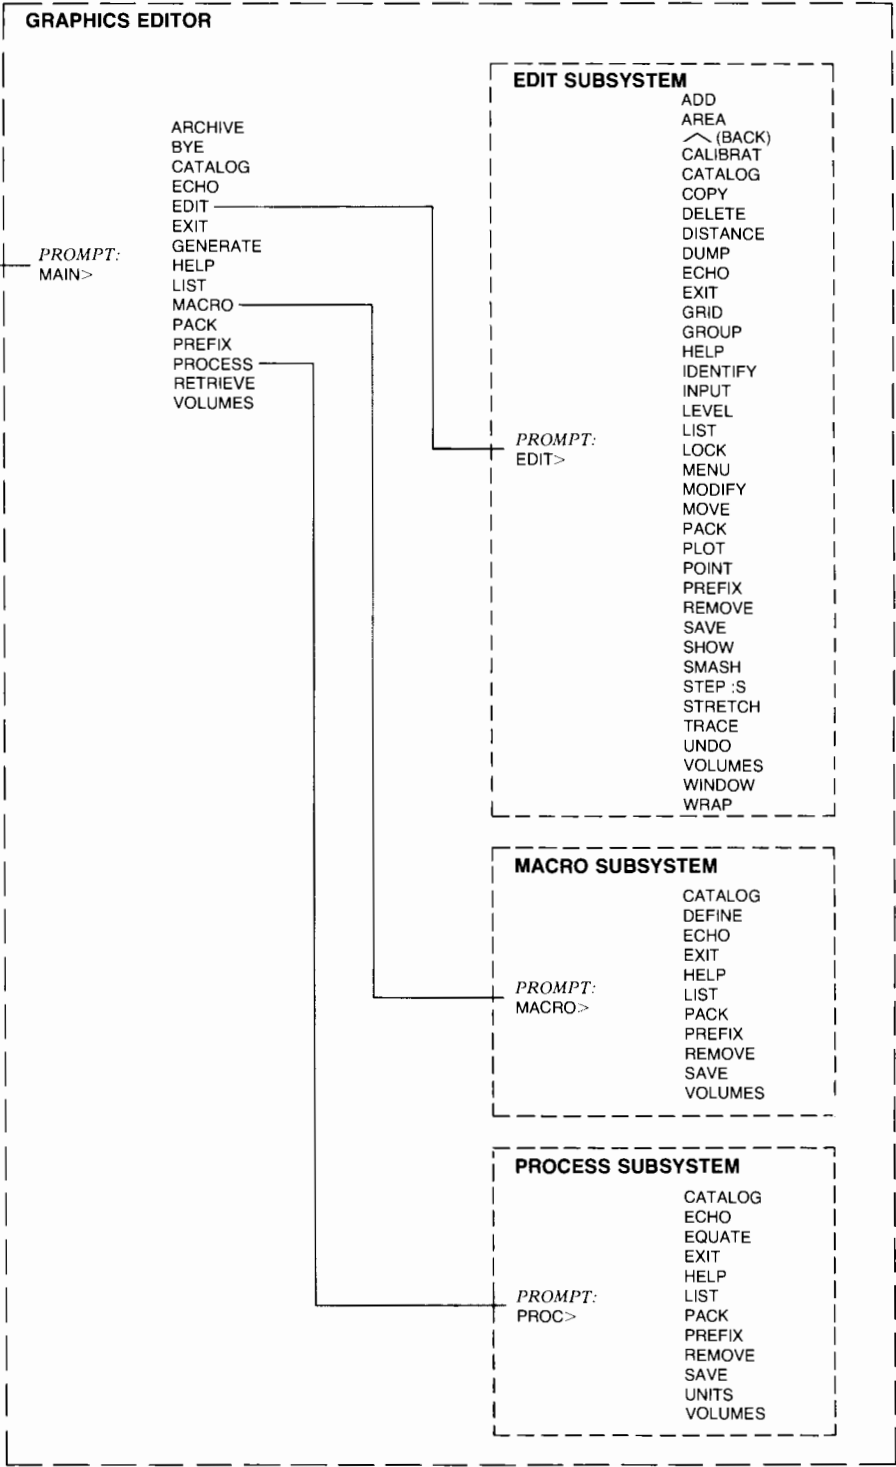 GRAPHICS EDITOR
PROMPT:
MAIN>
ARCHIVE
BYE
CATALOG
ECHO
EDIT
EXIT
GENERATE
HELP
LIST
MACRO
PACK
PREFIX
PROCESS
RETRIEVE
VOLUMES
EDIT SUBSYSTEM
PROMPT:
EDIT>
ADD
AREA
(BACK)
CALIBRAT
CATALOG
COPY
DELETE
DISTANCE
DUMP
ECHO
EXIT
GRID
GROUP
HELP
IDENTIFY
INPUT
LEVEL
LIST
LOCK
MENU
MODIFY
MOVE
PACK
PLOT
POINT
PREFIX
REMOVE
SAVE
SHOW
SMASH
STEP :S
STRETCH
TRACE
UNDO
VOLUMES
WINDOW
WRAP
MACRO SUBSYSTEM
PROMPT:
MACRO>
CATALOG
DEFINE
ECHO
EXIT
HELP
LIST
PACK
PREFIX
REMOVE
SAVE
VOLUMES
PROCESS SUBSYSTEM
PROMPT:
PROC>
CATALOG
ECHO
EQUATE
EXIT
HELP
LIST
PACK
PREFIX
REMOVE
SAVE
UNITS
VOLUMES